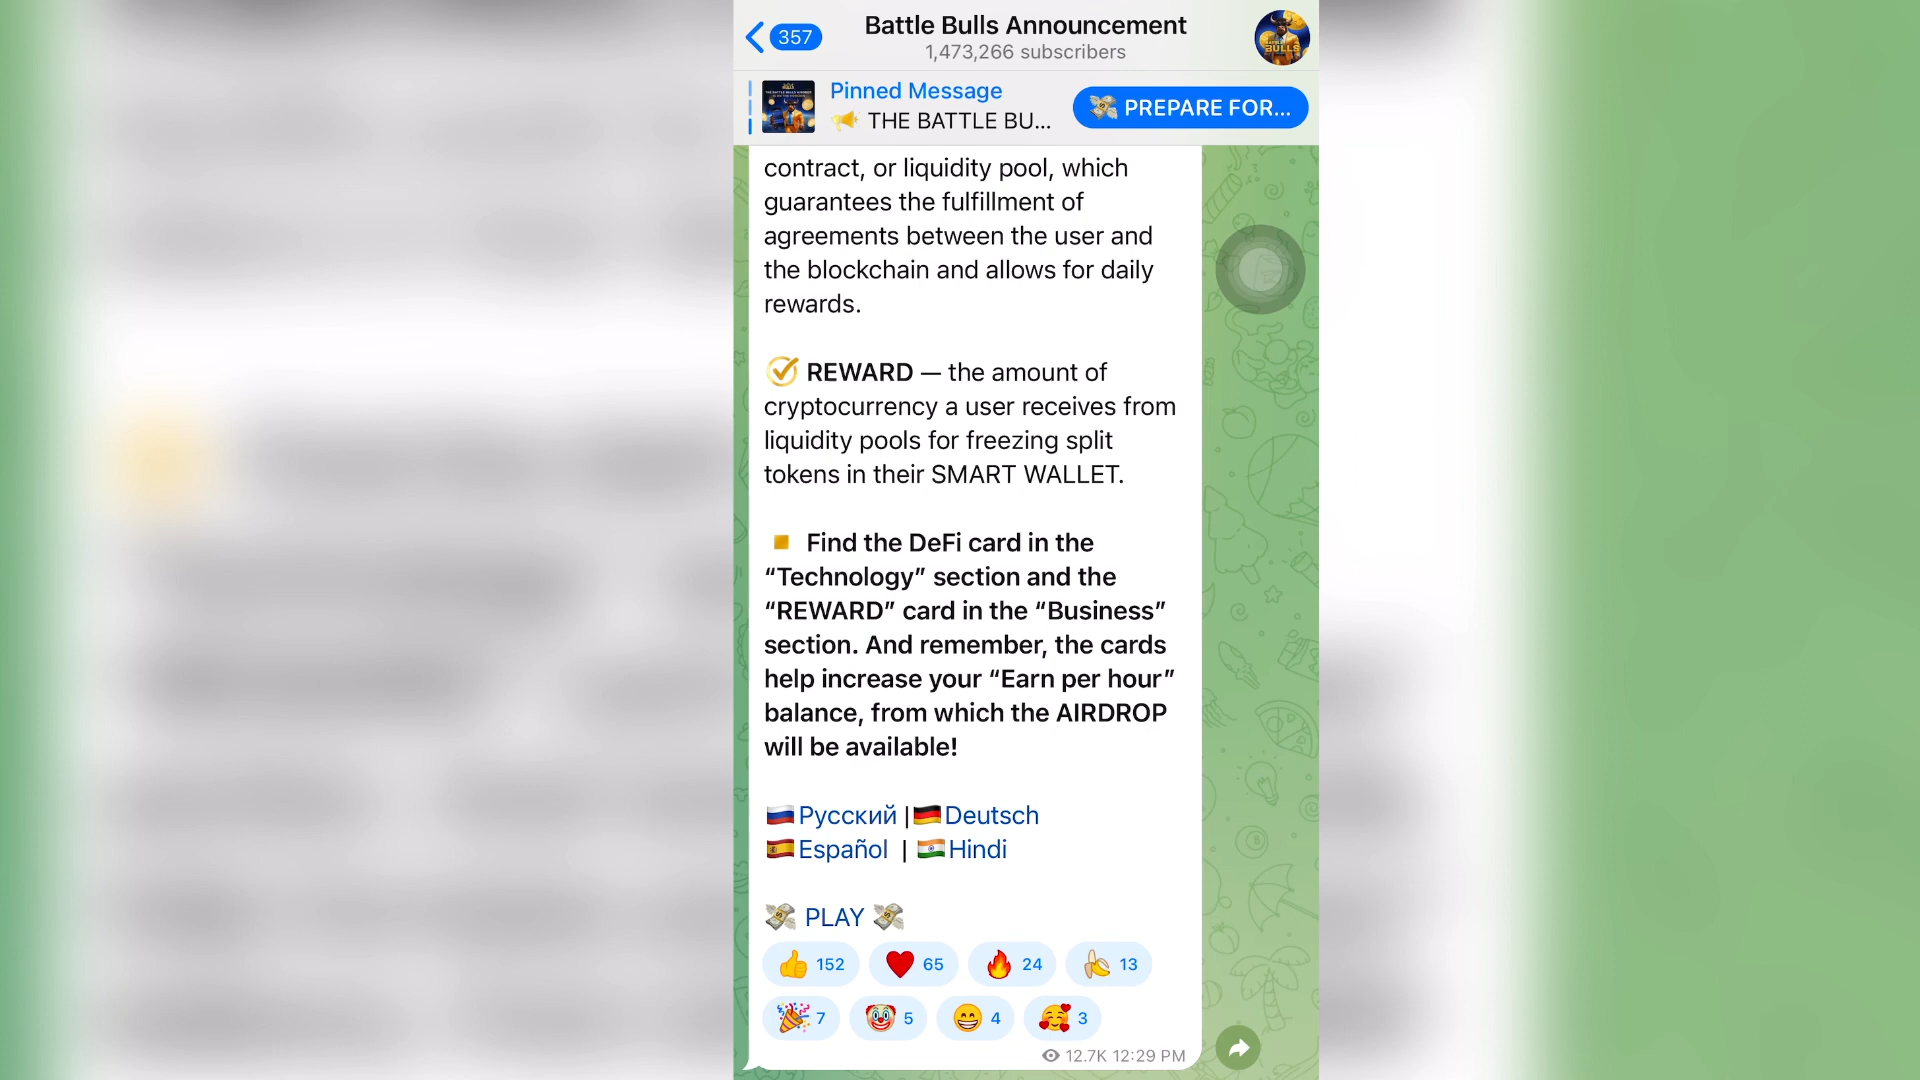 357
Battle Bulls Announcement
1,473,266 subscribers
Pinned Message
📢 THE BATTLE BU...
💸 PREPARE FOR...
contract, or liquidity pool, which
guarantees the fulfillment of
agreements between the user and
the blockchain and allows for daily
rewards.
REWARD — the amount of
cryptocurrency a user receives from
liquidity pools for freezing split
tokens in their SMART WALLET.
🔸 Find the DeFi card in the
“Technology” section and the
“REWARD” card in the “Business”
section. And remember, the cards
help increase your “Earn per hour”
balance, from which the AIRDROP
will be available!
🇷🇺Русский |🇩🇪Deutsch
🇪🇸Español | 🇮🇳Hindi
💸 PLAY 💸
👍 152 ❤️ 65 🔥 24 🍌 13
🎉 7 🤡 5 😁 4 🥰 3
12.7K 12:29 PM